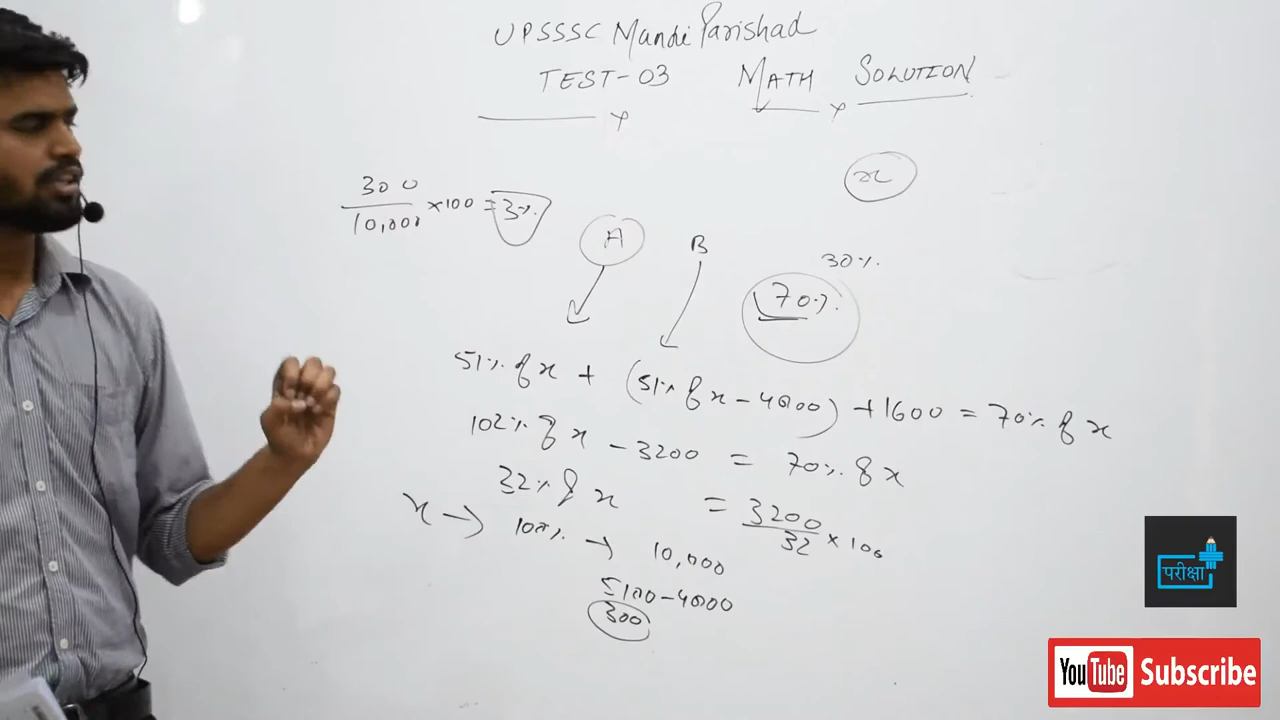 UPSSSC Mandi Parishad
TEST-03 MATH SOLUTION
x
300/10,000 ×100 = 3%
A B
30%
70%
51% of x + (51% of x - 4800) + 1600 = 70% of x
102% of x - 3200 = 70% of x
32% of x = 3200/32 × 100
x → 100% → 10,000
5100-4800
300
परीक्षा
YouTube Subscribe